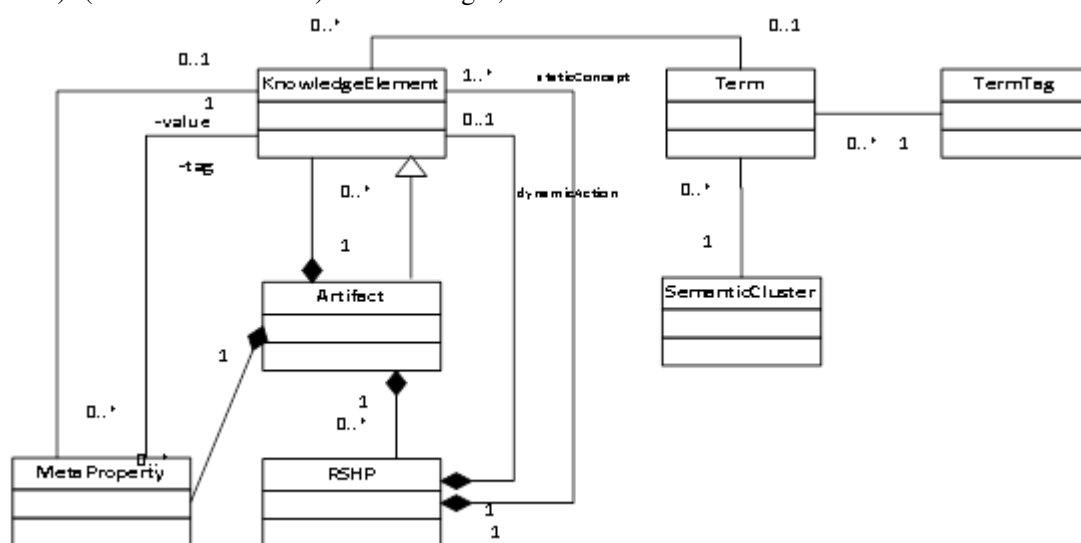 0..*
0..1
0..1
KnowledgeElement
1..*
staticConcept
Term
TermTag
1
-value
0..1
0..*
1
-tag
0..*
dynamicAction
0..*
1
1
Artifact
SemanticCluster
1
1
0..*
0..*
0..*
MetaProperty
RSHP
1
1